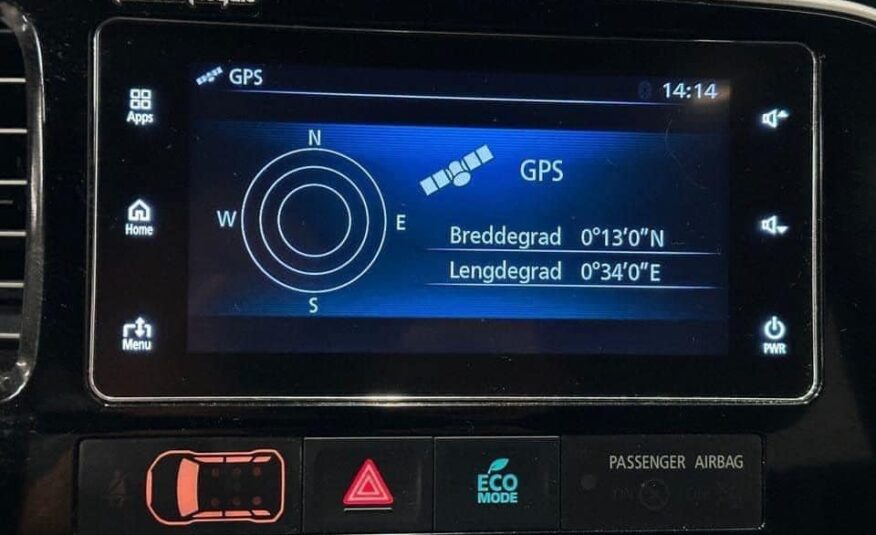 GPS
14:14
Apps
N
GPS
W
E
Home
Breddegrad 0°13'0"N
Lengdegrad 0°34'0"E
S
Menu
PWR
PASSENGER AIRBAG
ECO
MODE